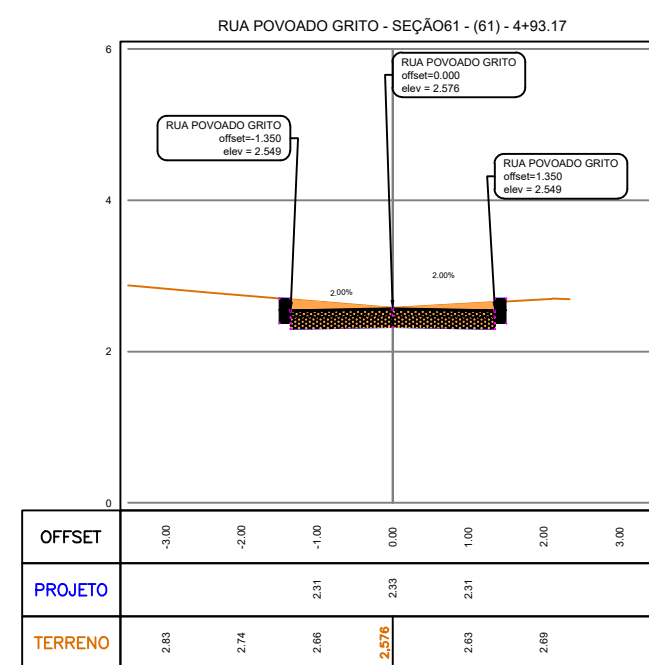 RUA POVOADO GRITO - SEÇÃO61 - (61) - 4+93.17
6
RUA POVOADO GRITO
offset=0.000
elev = 2.576
RUA POVOADO GRITO
offset=-1.350
elev = 2.549
RUA POVOADO GRITO
offset=1.350
elev = 2.549
4
2.00%
2.00%
2
0
OFFSET -3.00 -2.00 -1.00 0.00 1.00 2.00 3.00
PROJETO 2.31 2.33 2.31
TERRENO 2.83 2.74 2.66 2,576 2.63 2.69